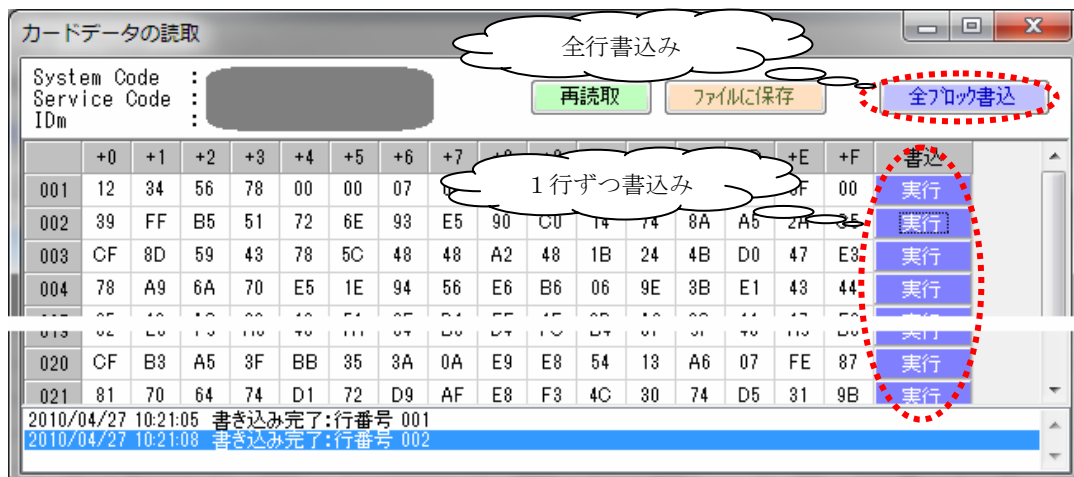 カードデータの読取
全行書込み
System Code :
Service Code :
IDm :
再読取 ファイルに保存 全ブロック書込
+0 +1 +2 +3 +4 +5 +6 +7 +E +F 書込
1行ずつ書込み
001 12 34 56 78 00 00 07 00 実行
002 39 FF B5 51 72 6E 93 E5 90 C0 14 74 8A A5 2A 実行
003 CF 8D 59 43 78 5C 48 48 A2 48 1B 24 4B D0 47 E3 実行
004 78 A9 6A 70 E5 1E 94 56 E6 B6 06 9E 3B E1 43 44 実行
実行
020 CF B3 A5 3F BB 35 3A 0A E9 E8 54 13 A6 07 FE 87 実行
021 81 70 64 74 D1 72 D9 AF E8 F3 4C 30 74 D5 31 9B 実行
2010/04/27 10:21:05 書き込み完了:行番号 001
2010/04/27 10:21:08 書き込み完了:行番号 002